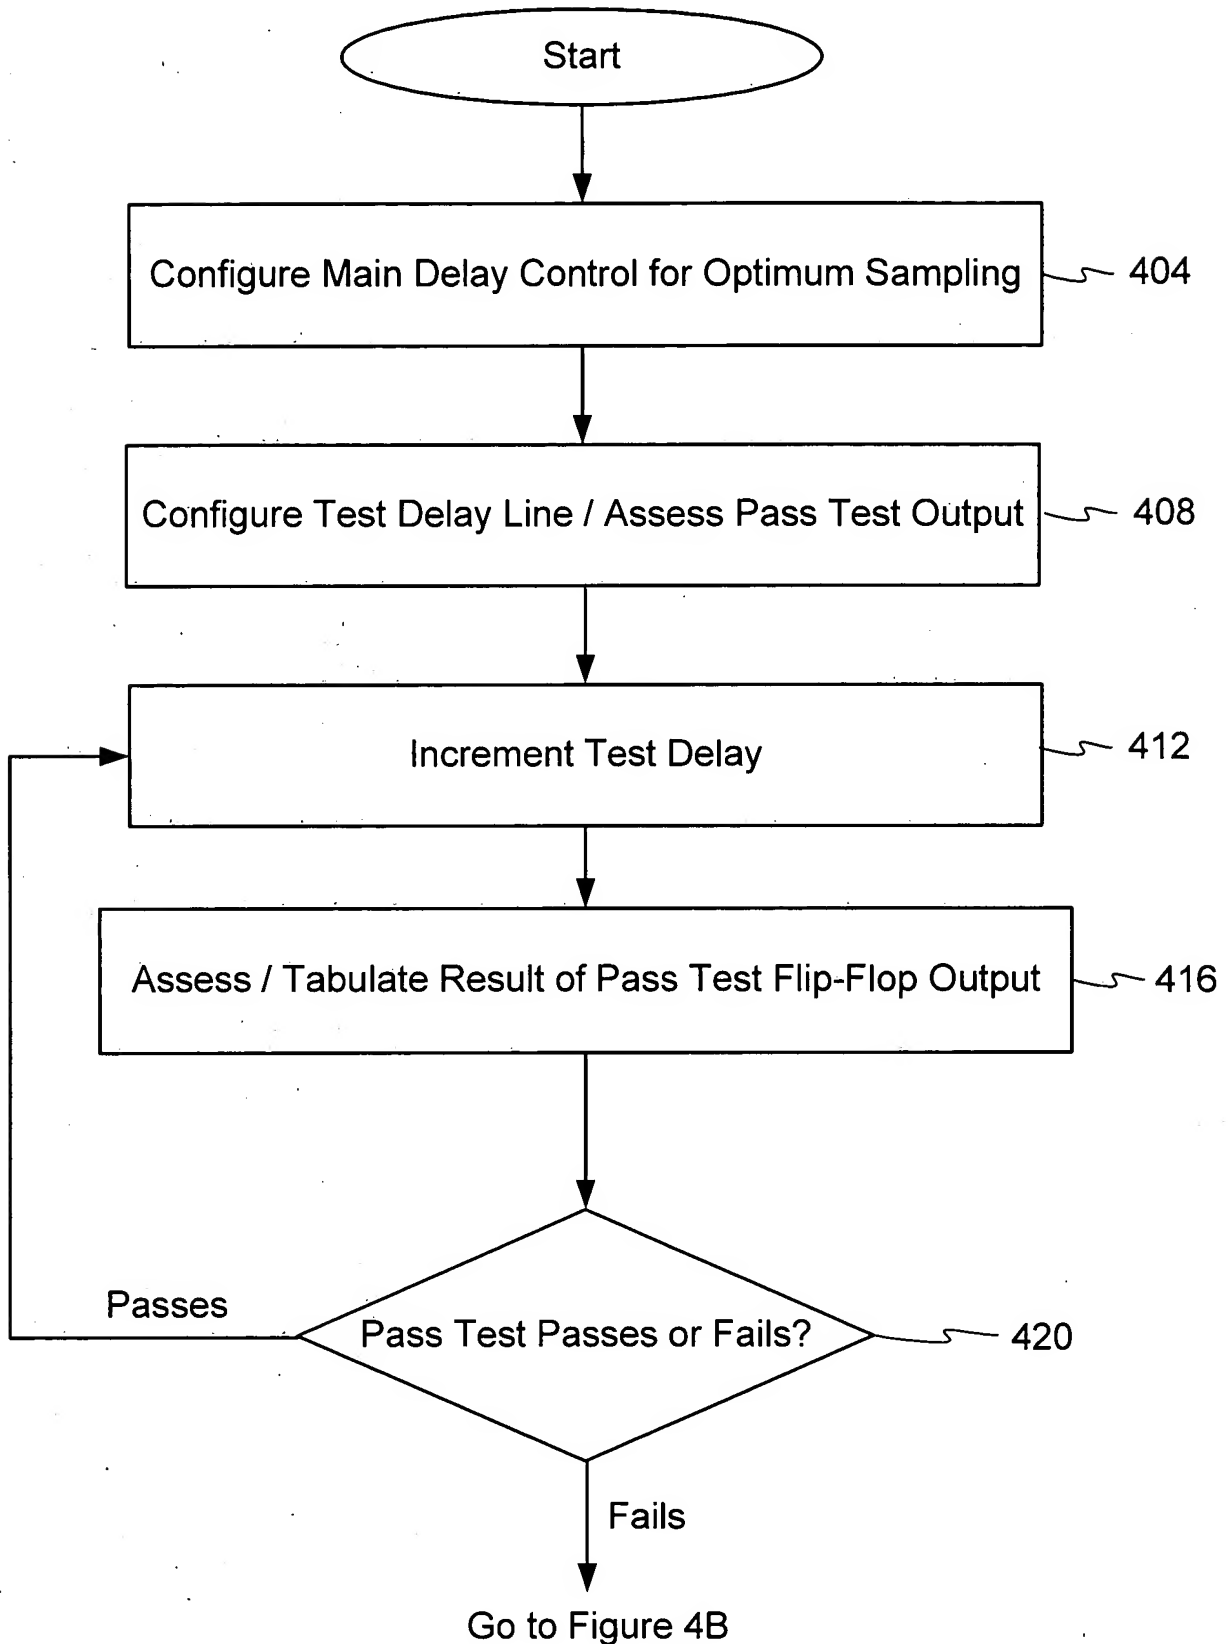 Start
Configure Main Delay Control for Optimum Sampling
404
Configure Test Delay Line / Assess Pass Test Output
408
Increment Test Delay
412
Assess / Tabulate Result of Pass Test Flip-Flop Output
416
Passes
Pass Test Passes or Fails?
420
Fails
Go to Figure 4B